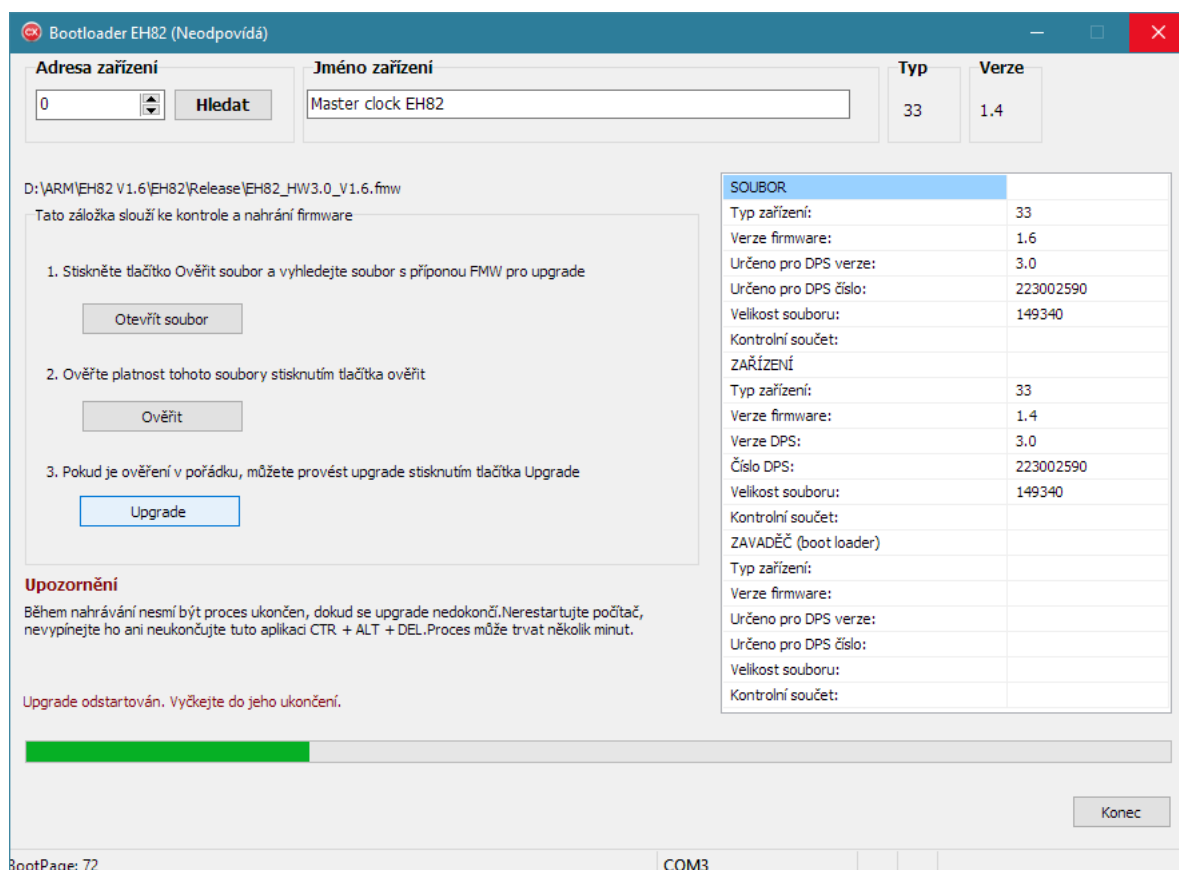 Bootloader EH82 (Neodpovídá)
Adresa zařízení
Jméno zařízení
Typ
Verze
0
Hledat
Master clock EH82
33
1.4
D:\ARM\EH82 V1.6\EH82\Release\EH82_HW3.0_V1.6.fmw
Tato záložka slouží ke kontrole a nahrání firmware
1. Stiskněte tlačítko Ověřit soubor a vyhledejte soubor s příponou FMW pro upgrade
Otevřít soubor
2. Ověřte platnost tohoto soubory stisknutím tlačítka ověřit
Ověřit
3. Pokud je ověření v pořádku, můžete provést upgrade stisknutím tlačítka Upgrade
Upgrade
Upozornění
Během nahrávání nesmí být proces ukončen, dokud se upgrade nedokončí.Nerestartujte počítač,
nevypínejte ho ani neukončujte tuto aplikaci CTR + ALT + DEL.Proces může trvat několik minut.
Upgrade odstartován. Vyčkejte do jeho ukončení.
SOUBOR
Typ zařízení: 33
Verze firmware: 1.6
Určeno pro DPS verze: 3.0
Určeno pro DPS číslo: 223002590
Velikost souboru: 149340
Kontrolní součet:
ZAŘÍZENÍ
Typ zařízení: 33
Verze firmware: 1.4
Verze DPS: 3.0
Číslo DPS: 223002590
Velikost souboru: 149340
Kontrolní součet:
ZAVADĚČ (boot loader)
Typ zařízení:
Verze firmware:
Určeno pro DPS verze:
Určeno pro DPS číslo:
Velikost souboru:
Kontrolní součet:
Konec
BootPage: 72
COM3